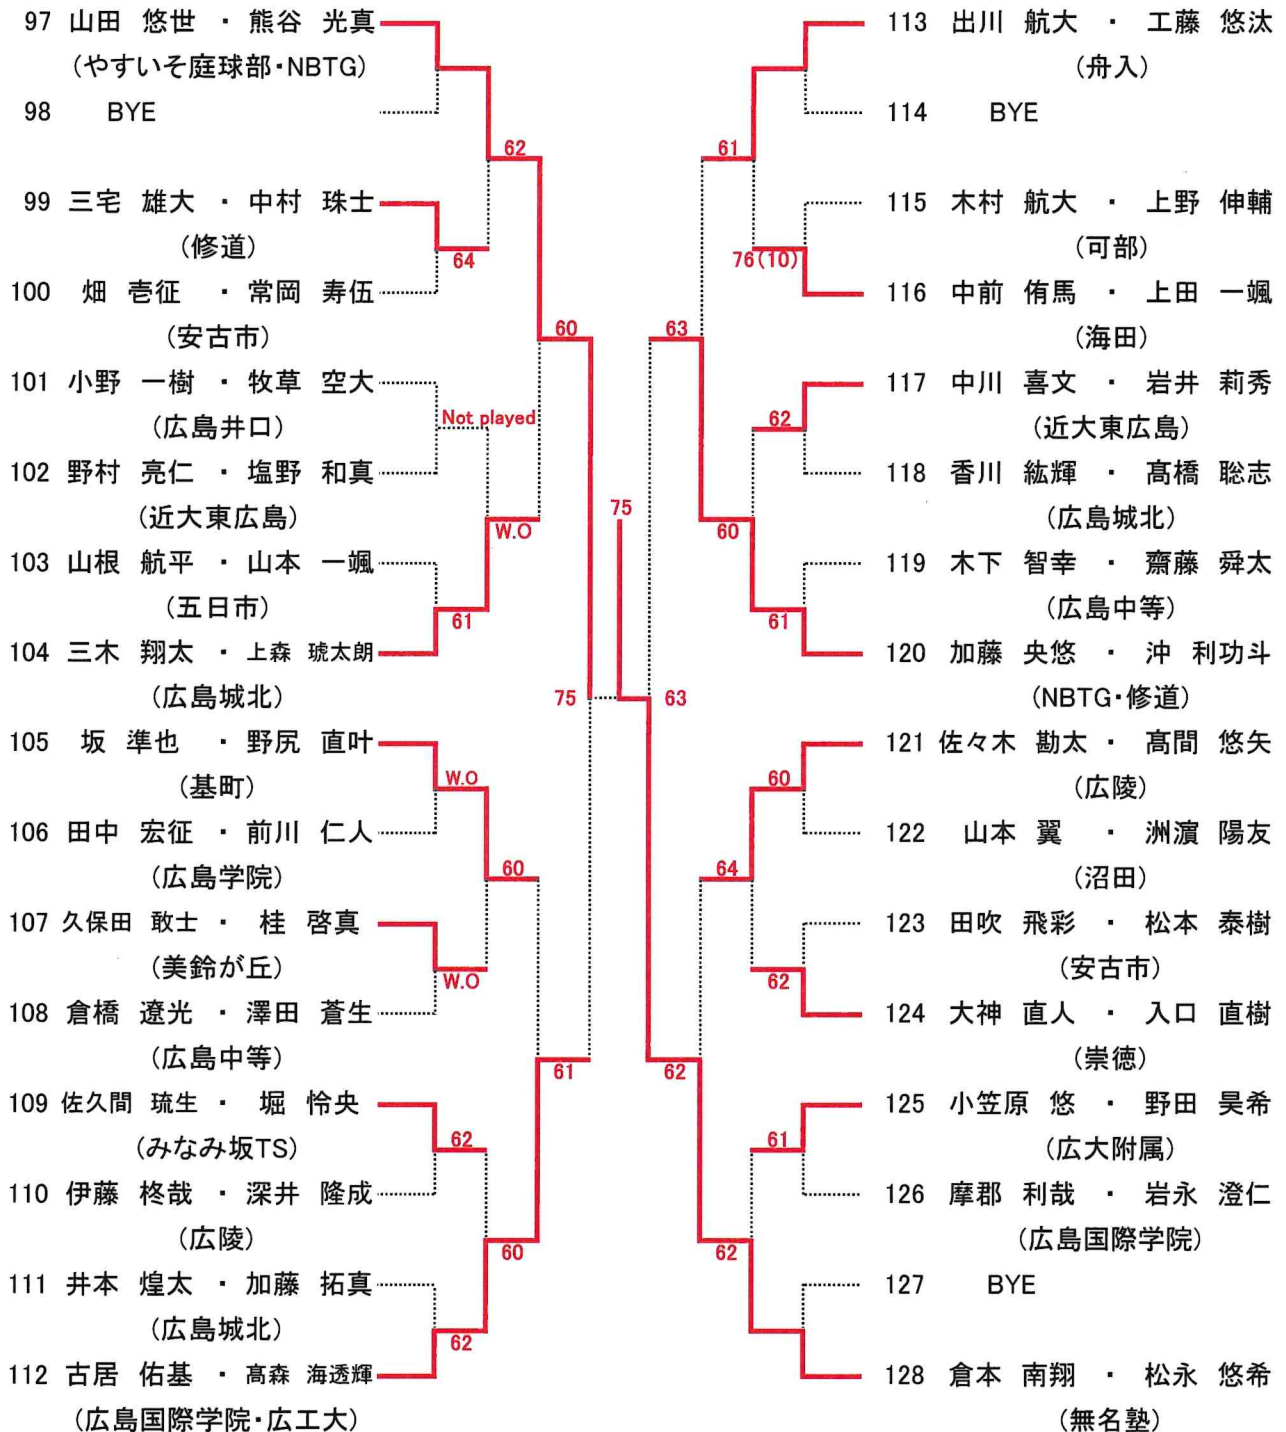 97 山田 悠世 ・ 熊谷 光真
(やすいそ庭球部・NBTG)
98 BYE
62
99 三宅 雄大 ・ 中村 珠士
(修道)
64
100 畑 壱征 ・ 常岡 寿伍
(安古市)
60
101 小野 一樹 ・ 牧草 空大
(広島井口)
Not played
102 野村 亮仁 ・ 塩野 和真
(近大東広島)
W.O
103 山根 航平 ・ 山本 一颯
(五日市)
61
104 三木 翔太 ・ 上森 琥太朗
(広島城北)
75
105 坂 準也 ・ 野尻 直叶
(基町)
W.O
106 田中 宏征 ・ 前川 仁人
(広島学院)
60
107 久保田 敢士 ・ 桂 啓真
(美鈴が丘)
W.O
108 倉橋 遼光 ・ 澤田 蒼生
(広島中等)
61
109 佐久間 琉生 ・ 堀 怜央
(みなみ坂TS)
62
110 伊藤 柊哉 ・ 深井 隆成
(広陵)
60
111 井本 煌太 ・ 加藤 拓真
(広島城北)
62
112 古居 佑基 ・ 髙森 海透輝
(広島国際学院・広工大)
75
113 出川 航大 ・ 工藤 悠汰
(舟入)
114 BYE
61
115 木村 航大 ・ 上野 伸輔
(可部)
76(10)
116 中前 侑馬 ・ 上田 一颯
(海田)
63
117 中川 喜文 ・ 岩井 莉秀
(近大東広島)
62
118 香川 紘輝 ・ 髙橋 聡志
(広島城北)
60
119 木下 智幸 ・ 齋藤 舜太
(広島中等)
61
120 加藤 央悠 ・ 沖 利功斗
(NBTG・修道)
63
121 佐々木 勘太 ・ 髙間 悠矢
(広陵)
60
122 山本 翼 ・ 洲濵 陽友
(沼田)
64
123 田吹 飛彩 ・ 松本 泰樹
(安古市)
62
124 大神 直人 ・ 入口 直樹
(崇徳)
62
125 小笠原 悠 ・ 野田 昊希
(広大附属)
61
126 摩郡 利哉 ・ 岩永 澄仁
(広島国際学院)
62
127 BYE
128 倉本 南翔 ・ 松永 悠希
(無名塾)